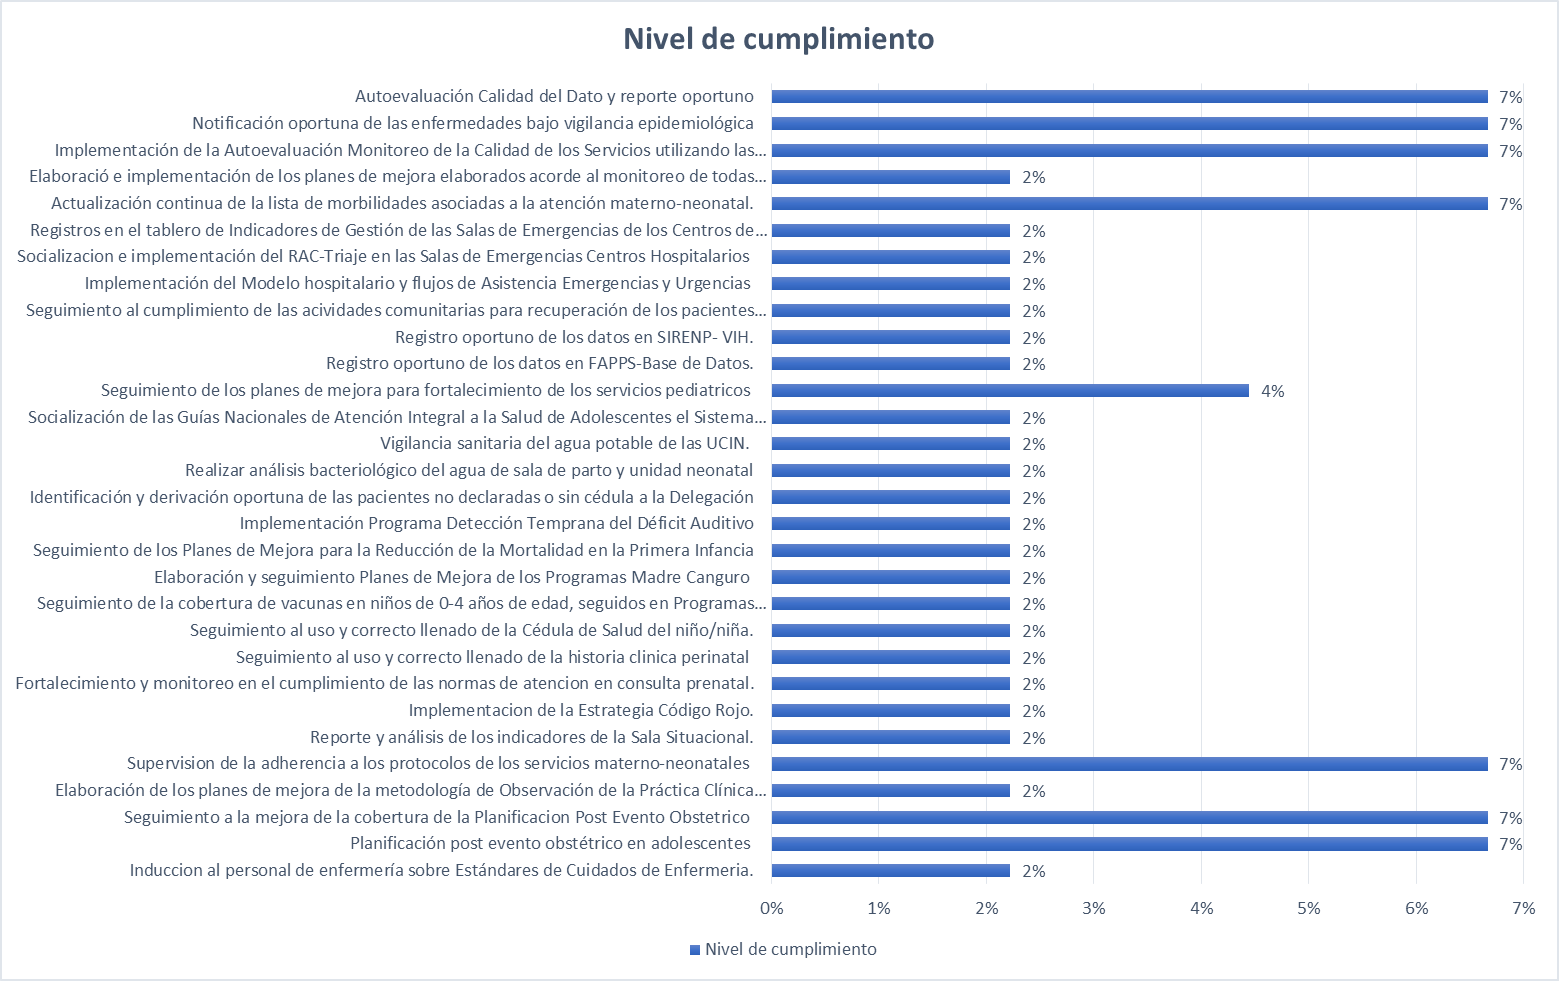 Nivel de cumplimiento
Autoevaluación Calidad del Dato y reporte oportuno 7%
Notificación oportuna de las enfermedades bajo vigilancia epidemiológica 7%
Implementación de la Autoevaluación Monitoreo de la Calidad de los Servicios utilizando las… 7%
Elaboració e implementación de los planes de mejora elaborados acorde al monitoreo de todas… 2%
Actualización continua de la lista de morbilidades asociadas a la atención materno-neonatal. 7%
Registros en el tablero de Indicadores de Gestión de las Salas de Emergencias de los Centros de… 2%
Socializacion e implementación del RAC-Triaje en las Salas de Emergencias Centros Hospitalarios 2%
Implementación del Modelo hospitalario y flujos de Asistencia Emergencias y Urgencias 2%
Seguimiento al cumplimiento de las acividades comunitarias para recuperación de los pacientes… 2%
Registro oportuno de los datos en SIRENP- VIH. 2%
Registro oportuno de los datos en FAPPS-Base de Datos. 2%
Seguimiento de los planes de mejora para fortalecimiento de los servicios pediatricos 4%
Socialización de las Guías Nacionales de Atención Integral a la Salud de Adolescentes el Sistema… 2%
Vigilancia sanitaria del agua potable de las UCIN. 2%
Realizar análisis bacteriológico del agua de sala de parto y unidad neonatal 2%
Identificación y derivación oportuna de las pacientes no declaradas o sin cédula a la Delegación 2%
Implementación Programa Detección Temprana del Déficit Auditivo 2%
Seguimiento de los Planes de Mejora para la Reducción de la Mortalidad en la Primera Infancia 2%
Elaboración y seguimiento Planes de Mejora de los Programas Madre Canguro 2%
Seguimiento de la cobertura de vacunas en niños de 0-4 años de edad, seguidos en Programas… 2%
Seguimiento al uso y correcto llenado de la Cédula de Salud del niño/niña. 2%
Seguimiento al uso y correcto llenado de la historia clinica perinatal 2%
Fortalecimiento y monitoreo en el cumplimiento de las normas de atencion en consulta prenatal. 2%
Implementacion de la Estrategia Código Rojo. 2%
Reporte y análisis de los indicadores de la Sala Situacional. 2%
Supervision de la adherencia a los protocolos de los servicios materno-neonatales 7%
Elaboración de los planes de mejora de la metodología de Observación de la Práctica Clínica… 2%
Seguimiento a la mejora de la cobertura de la Planificacion Post Evento Obstetrico 7%
Planificación post evento obstétrico en adolescentes 7%
Induccion al personal de enfermería sobre Estándares de Cuidados de Enfermeria. 2%
0% 1% 2% 3% 4% 5% 6% 7%
Nivel de cumplimiento